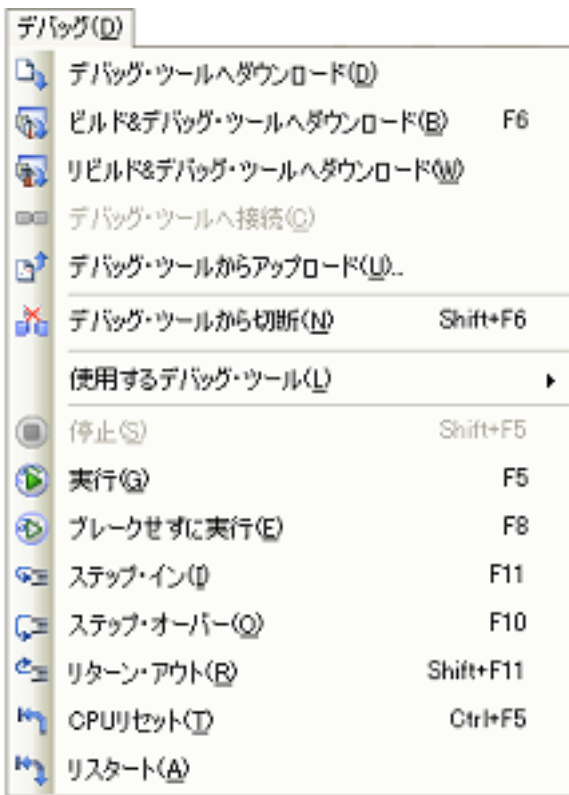 デバッグ(D)
デバッグ・ツールへダウンロード(D)
ビルド&デバッグ・ツールへダウンロード(B) F6
リビルド&デバッグ・ツールへダウンロード(W)
デバッグ・ツールへ接続(C)
デバッグ・ツールからアップロード(U)...
デバッグ・ツールから切断(N) Shift+F6
使用するデバッグ・ツール(L)
停止(S) Shift+F5
実行(G) F5
ブレークせずに実行(E) F8
ステップ・イン(I) F11
ステップ・オーバー(O) F10
リターン・アウト(R) Shift+F11
CPUリセット(T) Ctrl+F5
リスタート(A)